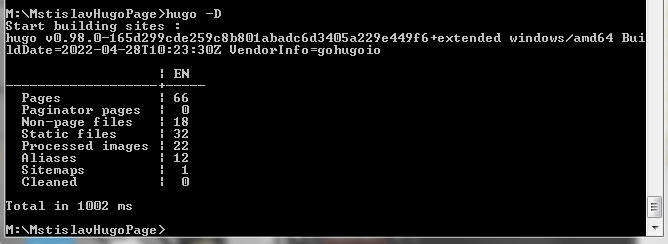 M:\MstislavHugoPage>hugo -D
Start building sites :
hugo v0.98.0-165d299cde259c8b801abadc6d3405a229e449f6+extended windows/amd64 Bui
ldDate=2022-04-28T10:23:30Z VendorInfo=gohugoio
                   | EN
-------------------+-----
  Pages            | 66
  Paginator pages  |  0
  Non-page files   | 18
  Static files     | 32
  Processed images | 22
  Aliases          | 12
  Sitemaps         |  1
  Cleaned          |  0
Total in 1002 ms
M:\MstislavHugoPage>